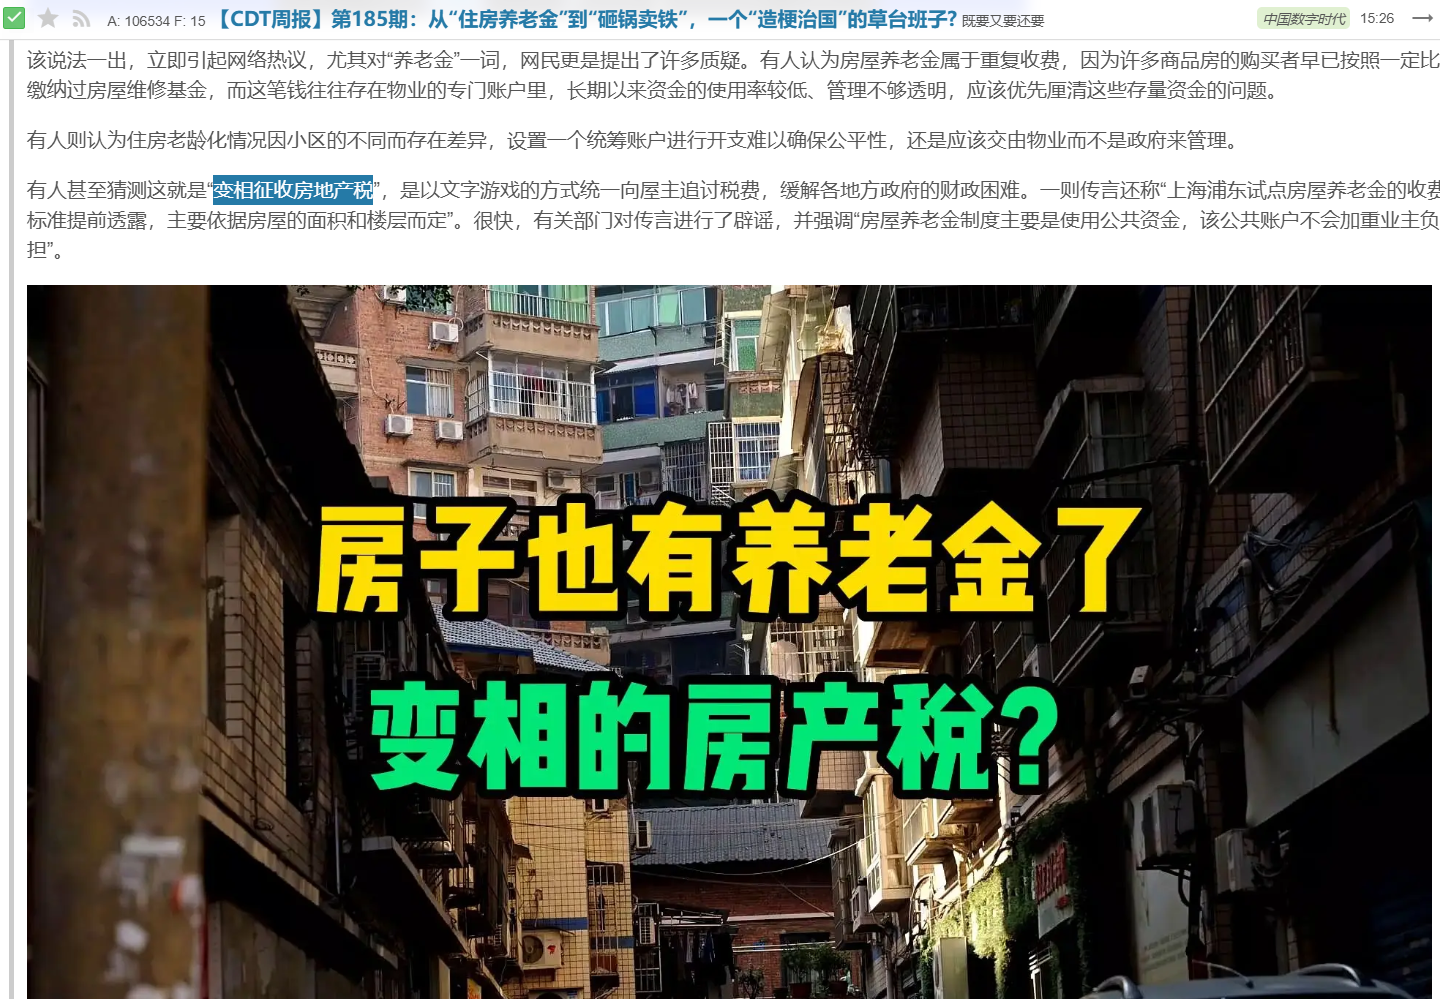 A: 106534 F: 15 【CDT周报】第185期：从“住房养老金”到“砸锅卖铁”，一个“造梗治国”的草台班子? 既要又要还要 中国数字时代 15:26
该说法一出，立即引起网络热议，尤其对“养老金”一词，网民更是提出了许多质疑。有人认为房屋养老金属于重复收费，因为许多商品房的购买者早已按照一定比
缴纳过房屋维修基金，而这笔钱往往存在物业的专门账户里，长期以来资金的使用率较低、管理不够透明，应该优先厘清这些存量资金的问题。
有人则认为住房老龄化情况因小区的不同而存在差异，设置一个统筹账户进行开支难以确保公平性，还是应该交由物业而不是政府来管理。
有人甚至猜测这就是“变相征收房地产税”，是以文字游戏的方式统一向屋主追讨税费，缓解各地方政府的财政困难。一则传言还称“上海浦东试点房屋养老金的收费
标准提前透露，主要依据房屋的面积和楼层而定”。很快，有关部门对传言进行了辟谣，并强调“房屋养老金制度主要是使用公共资金，该公共账户不会加重业主负
担”。
房子也有养老金了
变相的房产税?